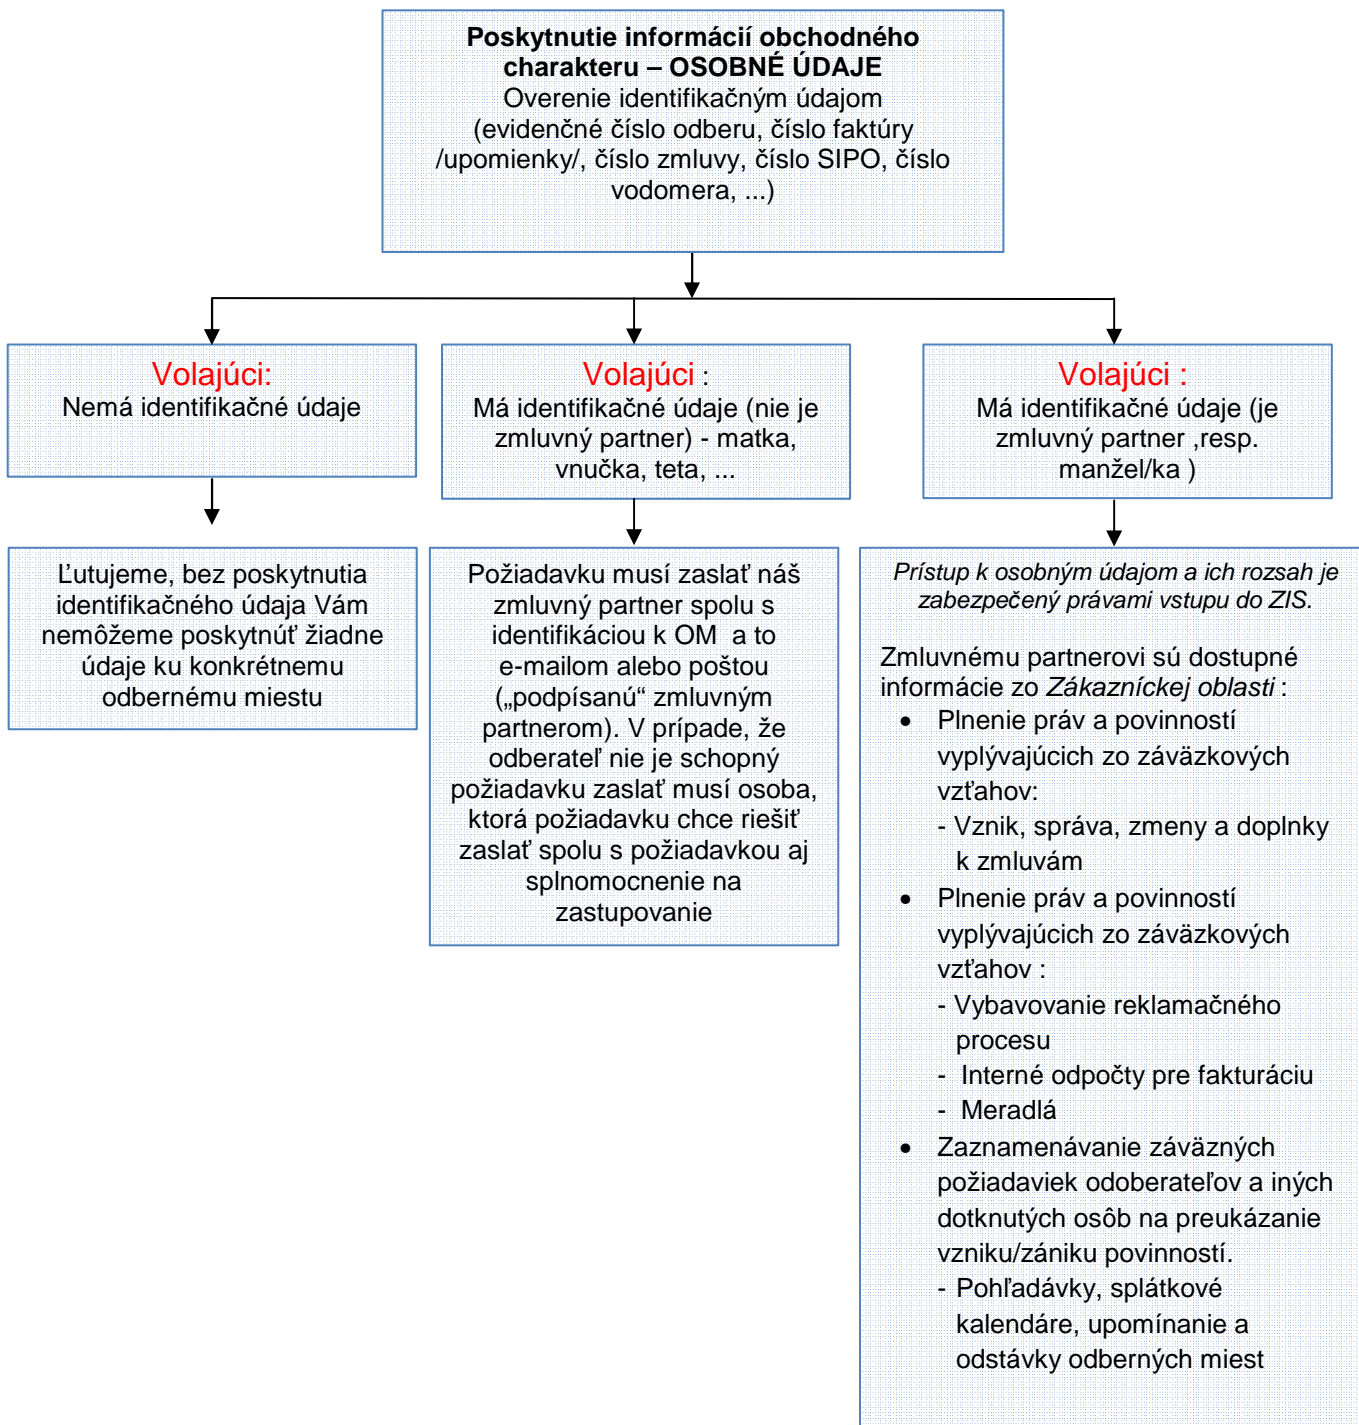 Poskytnutie informácií obchodného
charakteru – OSOBNÉ ÚDAJE
Overenie identifikačným údajom
(evidenčné číslo odberu, číslo faktúry
/upomienky/, číslo zmluvy, číslo SIPO, číslo
vodomera, ...)
Volajúci:
Nemá identifikačné údaje
Volajúci :
Má identifikačné údaje (nie je
zmluvný partner) - matka,
vnučka, teta, ...
Volajúci :
Má identifikačné údaje (je
zmluvný partner ,resp.
manžel/ka )
Ľutujeme, bez poskytnutia
identifikačného údaja Vám
nemôžeme poskytnúť žiadne
údaje ku konkrétnemu
odbernému miestu
Požiadavku musí zaslať náš
zmluvný partner spolu s
identifikáciou k OM a to
e-mailom alebo poštou
(„podpísanú“ zmluvným
partnerom). V prípade, že
odberateľ nie je schopný
požiadavku zaslať musí osoba,
ktorá požiadavku chce riešiť
zaslať spolu s požiadavkou aj
splnomocnenie na
zastupovanie
Prístup k osobným údajom a ich rozsah je
zabezpečený právami vstupu do ZIS.
Zmluvnému partnerovi sú dostupné
informácie zo Zákazníckej oblasti :
• Plnenie práv a povinností
vyplývajúcich zo záväzkových
vzťahov:
- Vznik, správa, zmeny a doplnky
k zmluvám
• Plnenie práv a povinností
vyplývajúcich zo záväzkových
vzťahov :
- Vybavovanie reklamačného
procesu
- Interné odpočty pre fakturáciu
- Meradlá
• Zaznamenávanie záväzných
požiadaviek odoberateľov a iných
dotknutých osôb na preukázanie
vzniku/zániku povinností.
- Pohľadávky, splátkové
kalendáre, upomínanie a
odstávky odberných miest